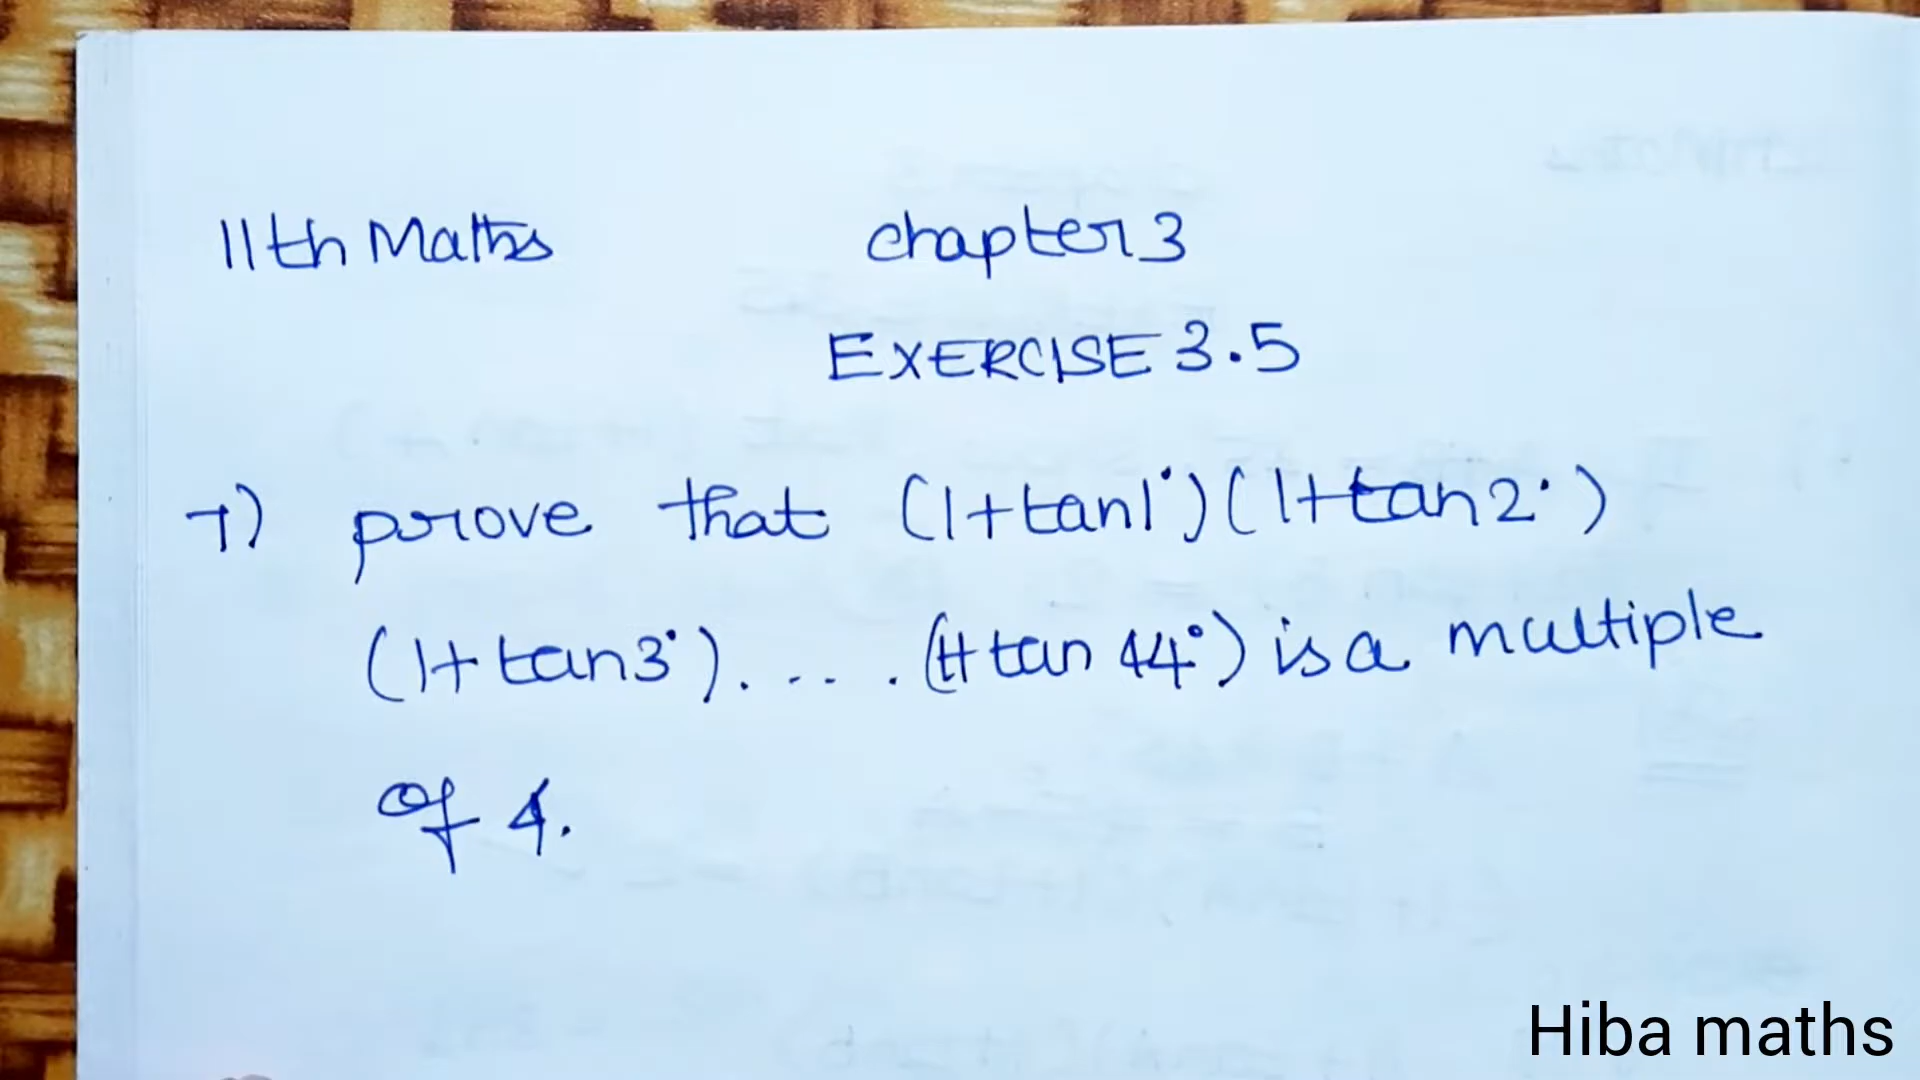 11th Maths chapter 3
EXERCISE 3.5
7) prove that (1+tan1°)(1+tan2°)
(1+tan3°).... (1+tan 44°) is a multiple
of 4.
Hiba maths